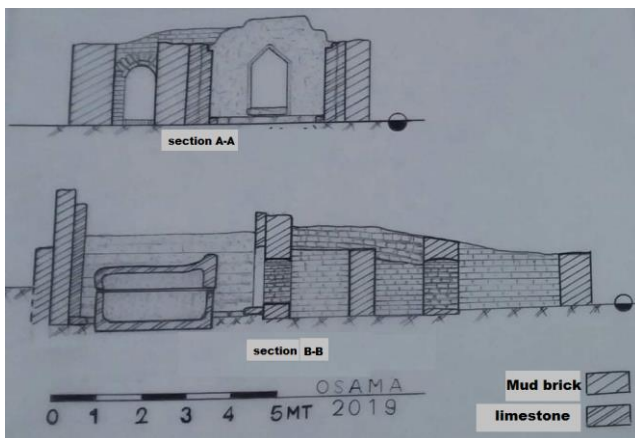 section A-A
section B-B
0 1 2 3 4 5MT
OSAMA
2019
Mud brick
limestone